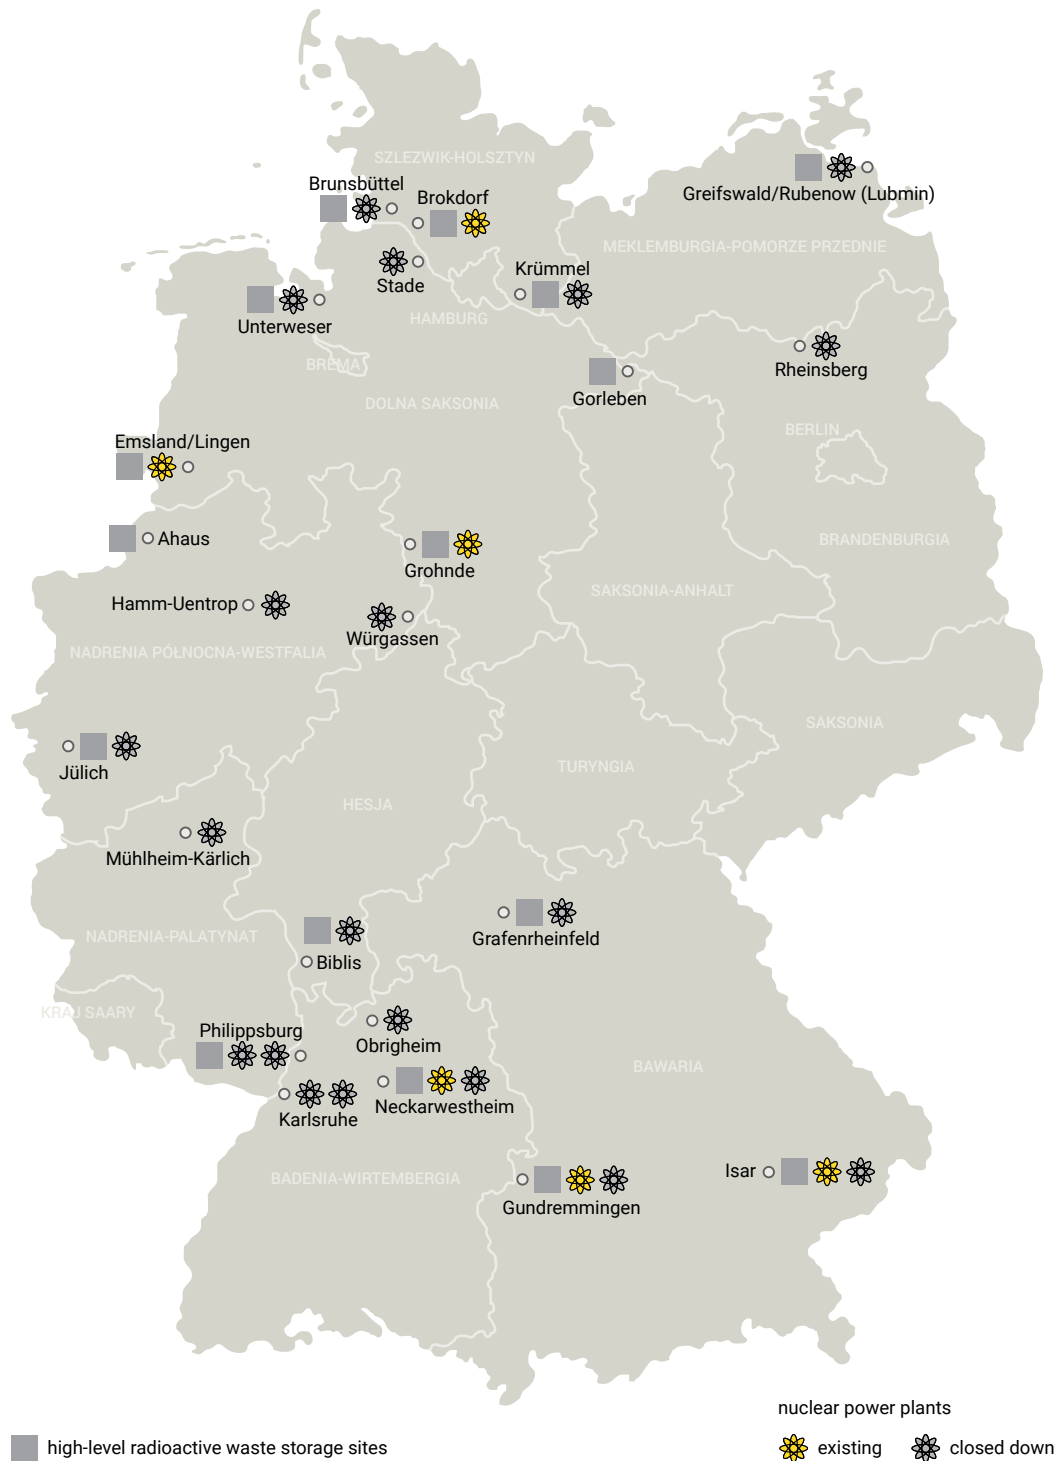 SZLEZWIK-HOLSZTYN
Brunsbüttel
Brokdorf
Greifswald/Rubenow (Lubmin)
MEKLEMBURGIA-POMORZE PRZEDNIE
Stade
Krümmel
Unterweser
HAMBURG
BREMA
Rheinsberg
Gorleben
DOLNA SAKSONIA
BERLIN
Emsland/Lingen
Ahaus
BRANDENBURGIA
Grohnde
SAKSONIA-ANHALT
Hamm-Uentrop
Würgassen
NADRENIA PÓŁNOCNA-WESTFALIA
SAKSONIA
Jülich
TURYNGIA
HESJA
Mühlheim-Kärlich
NADRENIA-PALATYNAT
Grafenrheinfeld
Biblis
KRAJ SAARY
Philippsburg
Obrigheim
BAWARIA
Neckarwestheim
Karlsruhe
BADENIA-WIRTEMBERGIA
Isar
Gundremmingen
nuclear power plants
high-level radioactive waste storage sites
existing
closed down